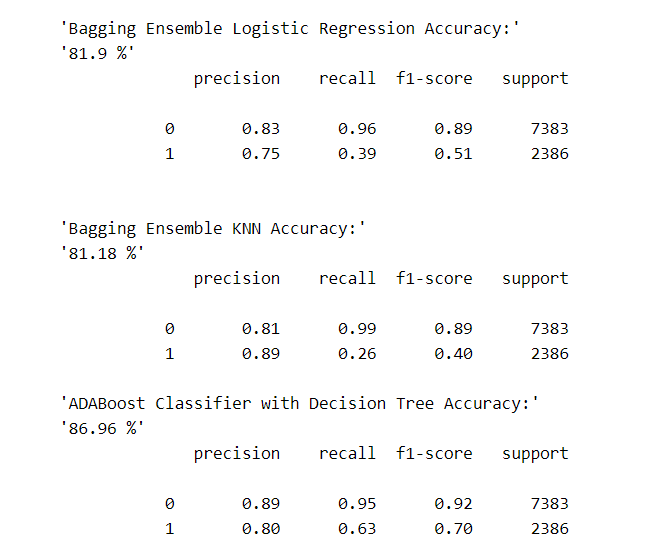 'Bagging Ensemble Logistic Regression Accuracy:'
'81.9 %'
precision recall f1-score support
0 0.83 0.96 0.89 7383
1 0.75 0.39 0.51 2386
'Bagging Ensemble KNN Accuracy:'
'81.18 %'
precision recall f1-score support
0 0.81 0.99 0.89 7383
1 0.89 0.26 0.40 2386
'ADABoost Classifier with Decision Tree Accuracy:'
'86.96 %'
precision recall f1-score support
0 0.89 0.95 0.92 7383
1 0.80 0.63 0.70 2386